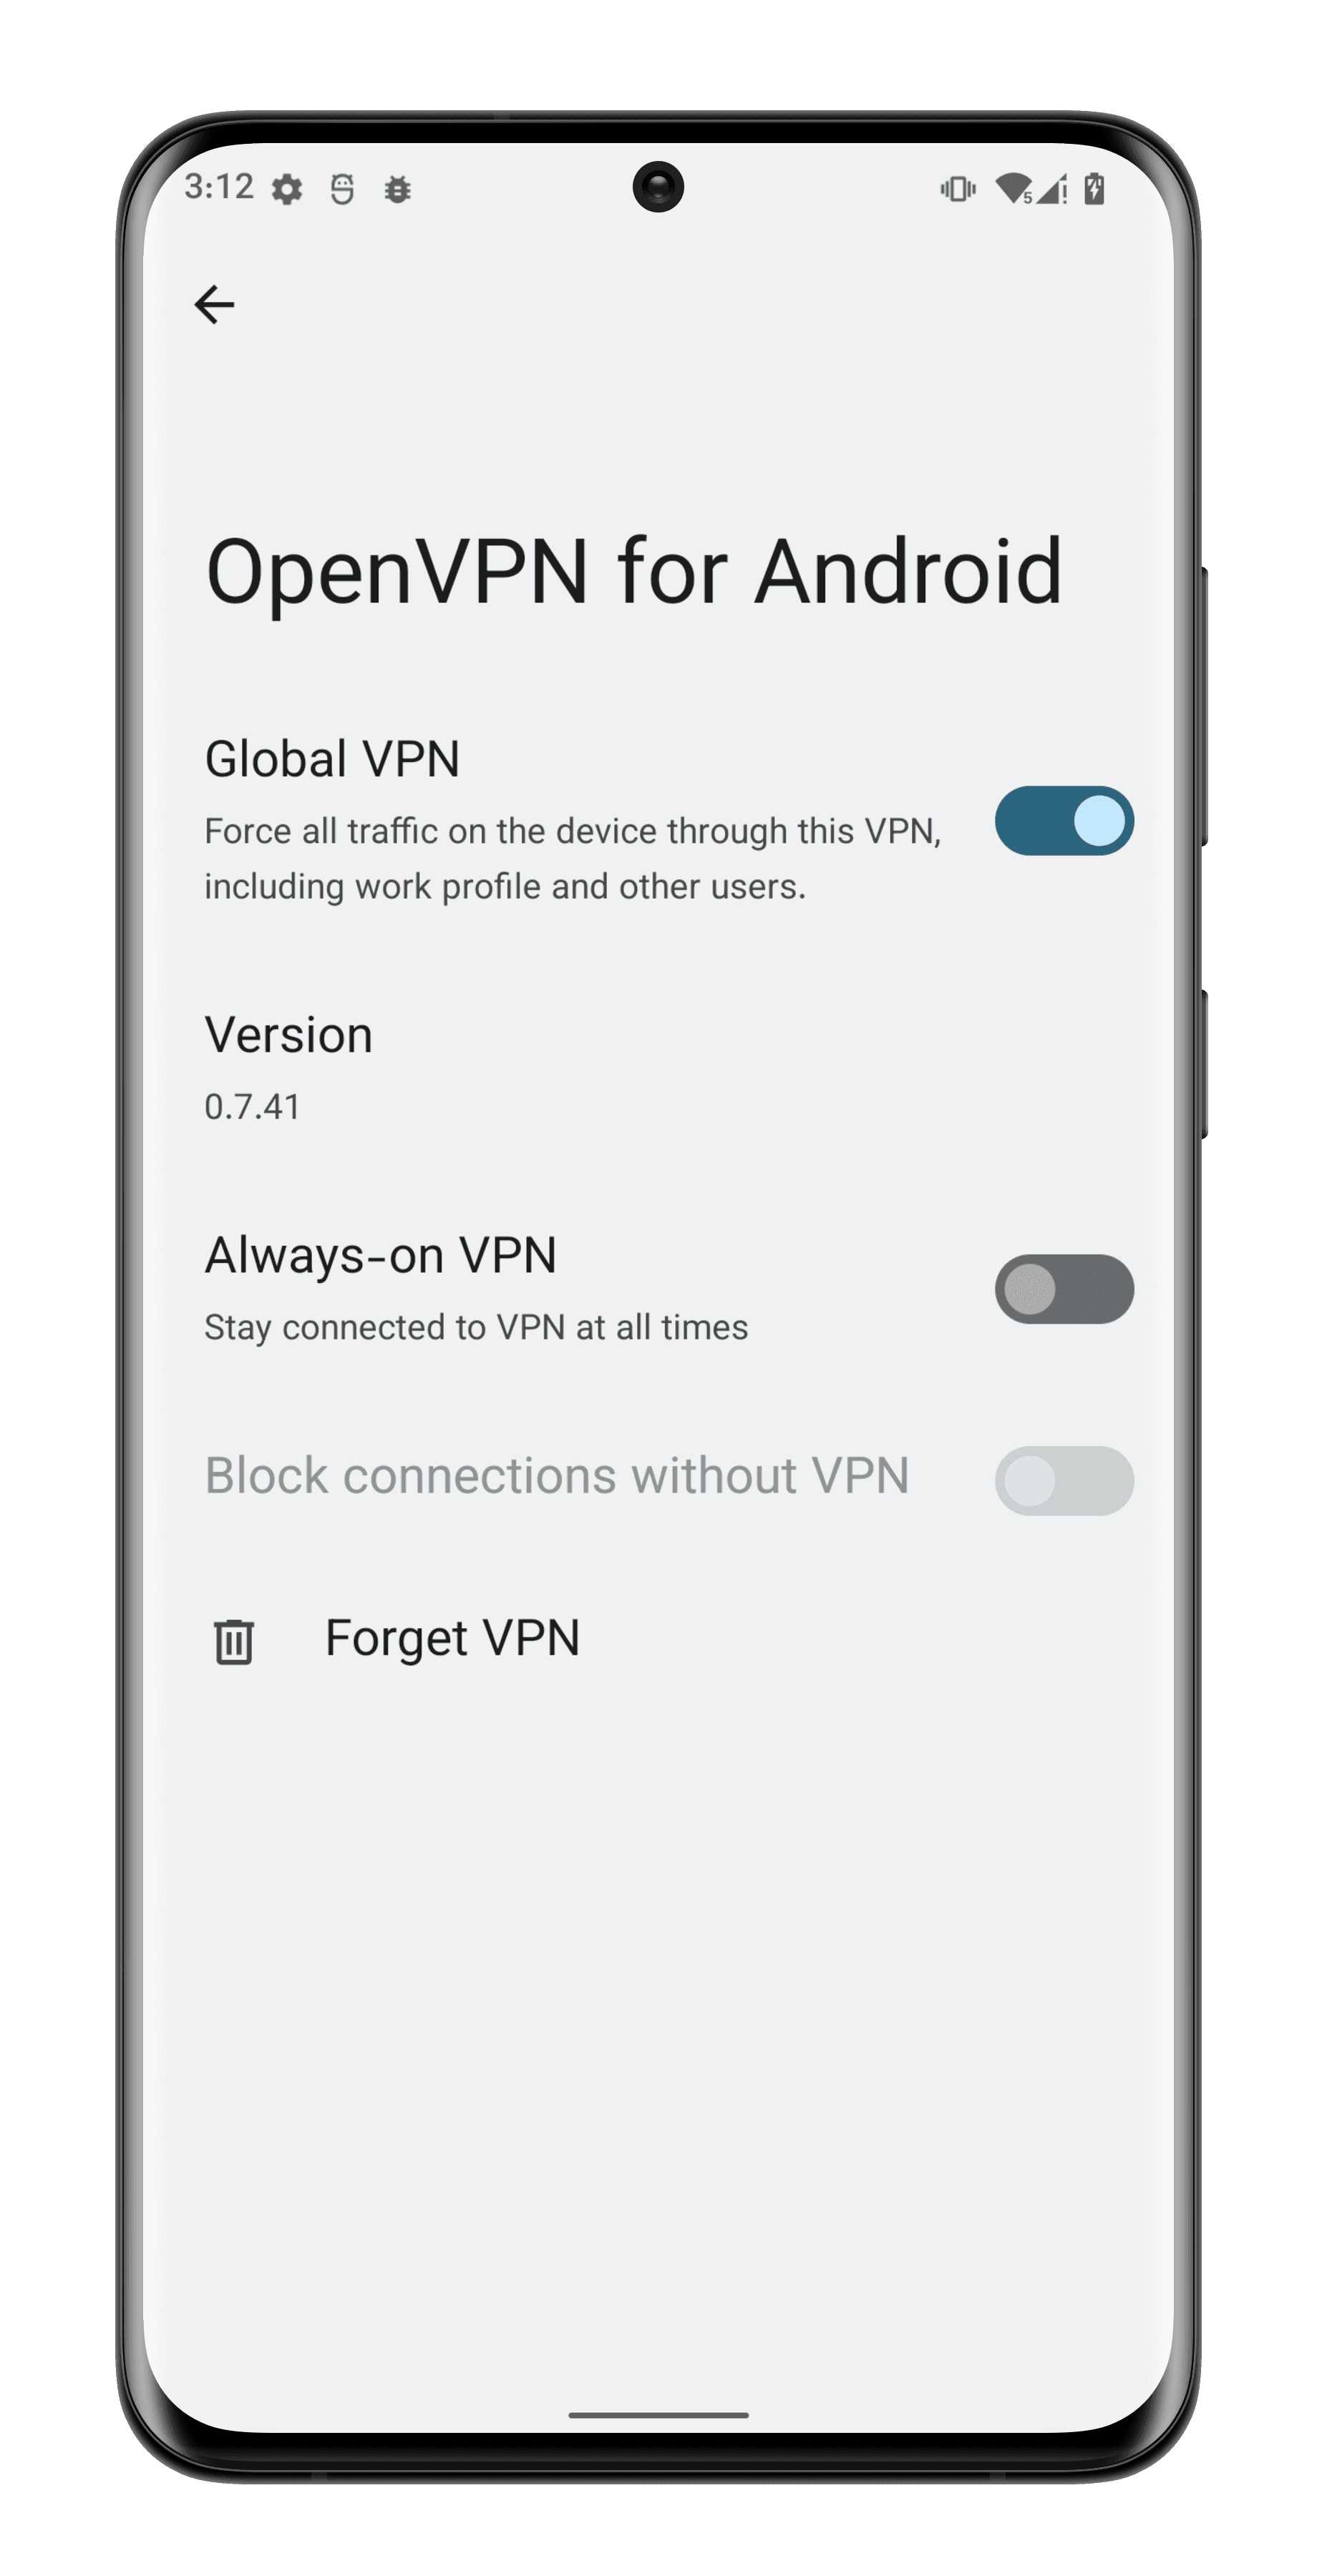 3:12
5
OpenVPN for Android
Global VPN
Force all traffic on the device through this VPN,
including work profile and other users.
Version
0.7.41
Always-on VPN
Stay connected to VPN at all times
Block connections without VPN
Forget VPN